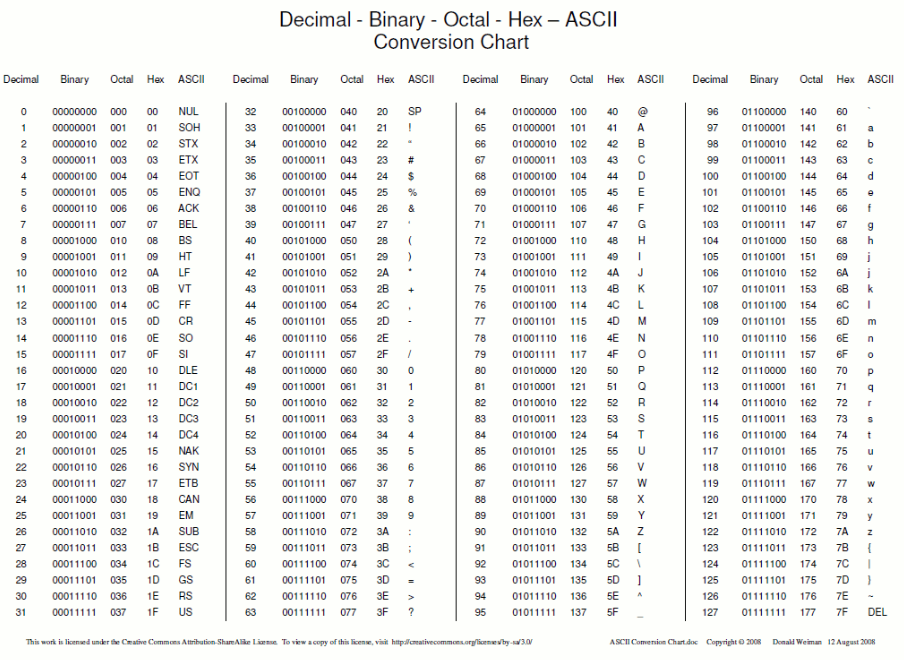 Decimal - Binary - Octal - Hex – ASCII
Conversion Chart
Decimal Binary Octal Hex ASCII Decimal Binary Octal Hex ASCII Decimal Binary Octal Hex ASCII Decimal Binary Octal Hex ASCII
0 00000000 000 00 NUL 32 00100000 040 20 SP 64 01000000 100 40 @ 96 01100000 140 60 `
1 00000001 001 01 SOH 33 00100001 041 21 ! 65 01000001 101 41 A 97 01100001 141 61 a
2 00000010 002 02 STX 34 00100010 042 22 " 66 01000010 102 42 B 98 01100010 142 62 b
3 00000011 003 03 ETX 35 00100011 043 23 # 67 01000011 103 43 C 99 01100011 143 63 c
4 00000100 004 04 EOT 36 00100100 044 24 $ 68 01000100 104 44 D 100 01100100 144 64 d
5 00000101 005 05 ENQ 37 00100101 045 25 % 69 01000101 105 45 E 101 01100101 145 65 e
6 00000110 006 06 ACK 38 00100110 046 26 & 70 01000110 106 46 F 102 01100110 146 66 f
7 00000111 007 07 BEL 39 00100111 047 27 ' 71 01000111 107 47 G 103 01100111 147 67 g
8 00001000 010 08 BS 40 00101000 050 28 ( 72 01001000 110 48 H 104 01101000 150 68 h
9 00001001 011 09 HT 41 00101001 051 29 ) 73 01001001 111 49 I 105 01101001 151 69 j
10 00001010 012 0A LF 42 00101010 052 2A * 74 01001010 112 4A J 106 01101010 152 6A j
11 00001011 013 0B VT 43 00101011 053 2B + 75 01001011 113 4B K 107 01101011 153 6B k
12 00001100 014 0C FF 44 00101100 054 2C , 76 01001100 114 4C L 108 01101100 154 6C l
13 00001101 015 0D CR 45 00101101 055 2D - 77 01001101 115 4D M 109 01101101 155 6D m
14 00001110 016 0E SO 46 00101110 056 2E . 78 01001110 116 4E N 110 01101110 156 6E n
15 00001111 017 0F SI 47 00101111 057 2F / 79 01001111 117 4F O 111 01101111 157 6F o
16 00010000 020 10 DLE 48 00110000 060 30 0 80 01010000 120 50 P 112 01110000 160 70 p
17 00010001 021 11 DC1 49 00110001 061 31 1 81 01010001 121 51 Q 113 01110001 161 71 q
18 00010010 022 12 DC2 50 00110010 062 32 2 82 01010010 122 52 R 114 01110010 162 72 r
19 00010011 023 13 DC3 51 00110011 063 33 3 83 01010011 123 53 S 115 01110011 163 73 s
20 00010100 024 14 DC4 52 00110100 064 34 4 84 01010100 124 54 T 116 01110100 164 74 t
21 00010101 025 15 NAK 53 00110101 065 35 5 85 01010101 125 55 U 117 01110101 165 75 u
22 00010110 026 16 SYN 54 00110110 066 36 6 86 01010110 126 56 V 118 01110110 166 76 v
23 00010111 027 17 ETB 55 00110111 067 37 7 87 01010111 127 57 W 119 01110111 167 77 w
24 00011000 030 18 CAN 56 00111000 070 38 8 88 01011000 130 58 X 120 01111000 170 78 x
25 00011001 031 19 EM 57 00111001 071 39 9 89 01011001 131 59 Y 121 01111001 171 79 y
26 00011010 032 1A SUB 58 00111010 072 3A : 90 01011010 132 5A Z 122 01111010 172 7A z
27 00011011 033 1B ESC 59 00111011 073 3B ; 91 01011011 133 5B [ 123 01111011 173 7B {
28 00011100 034 1C FS 60 00111100 074 3C < 92 01011100 134 5C \ 124 01111100 174 7C |
29 00011101 035 1D GS 61 00111101 075 3D = 93 01011101 135 5D ] 125 01111101 175 7D }
30 00011110 036 1E RS 62 00111110 076 3E > 94 01011110 136 5E ^ 126 01111110 176 7E ~
31 00011111 037 1F US 63 00111111 077 3F ? 95 01011111 137 5F _ 127 01111111 177 7F DEL
This work is licensed under the Creative Commons Attribution-ShareAlike License. To view a copy of this license, visit http://creativecommons.org/licenses/by-sa/3.0/ ASCII Conversion Chart.doc Copyright © 2008 Donald Weiman 12 August 2008